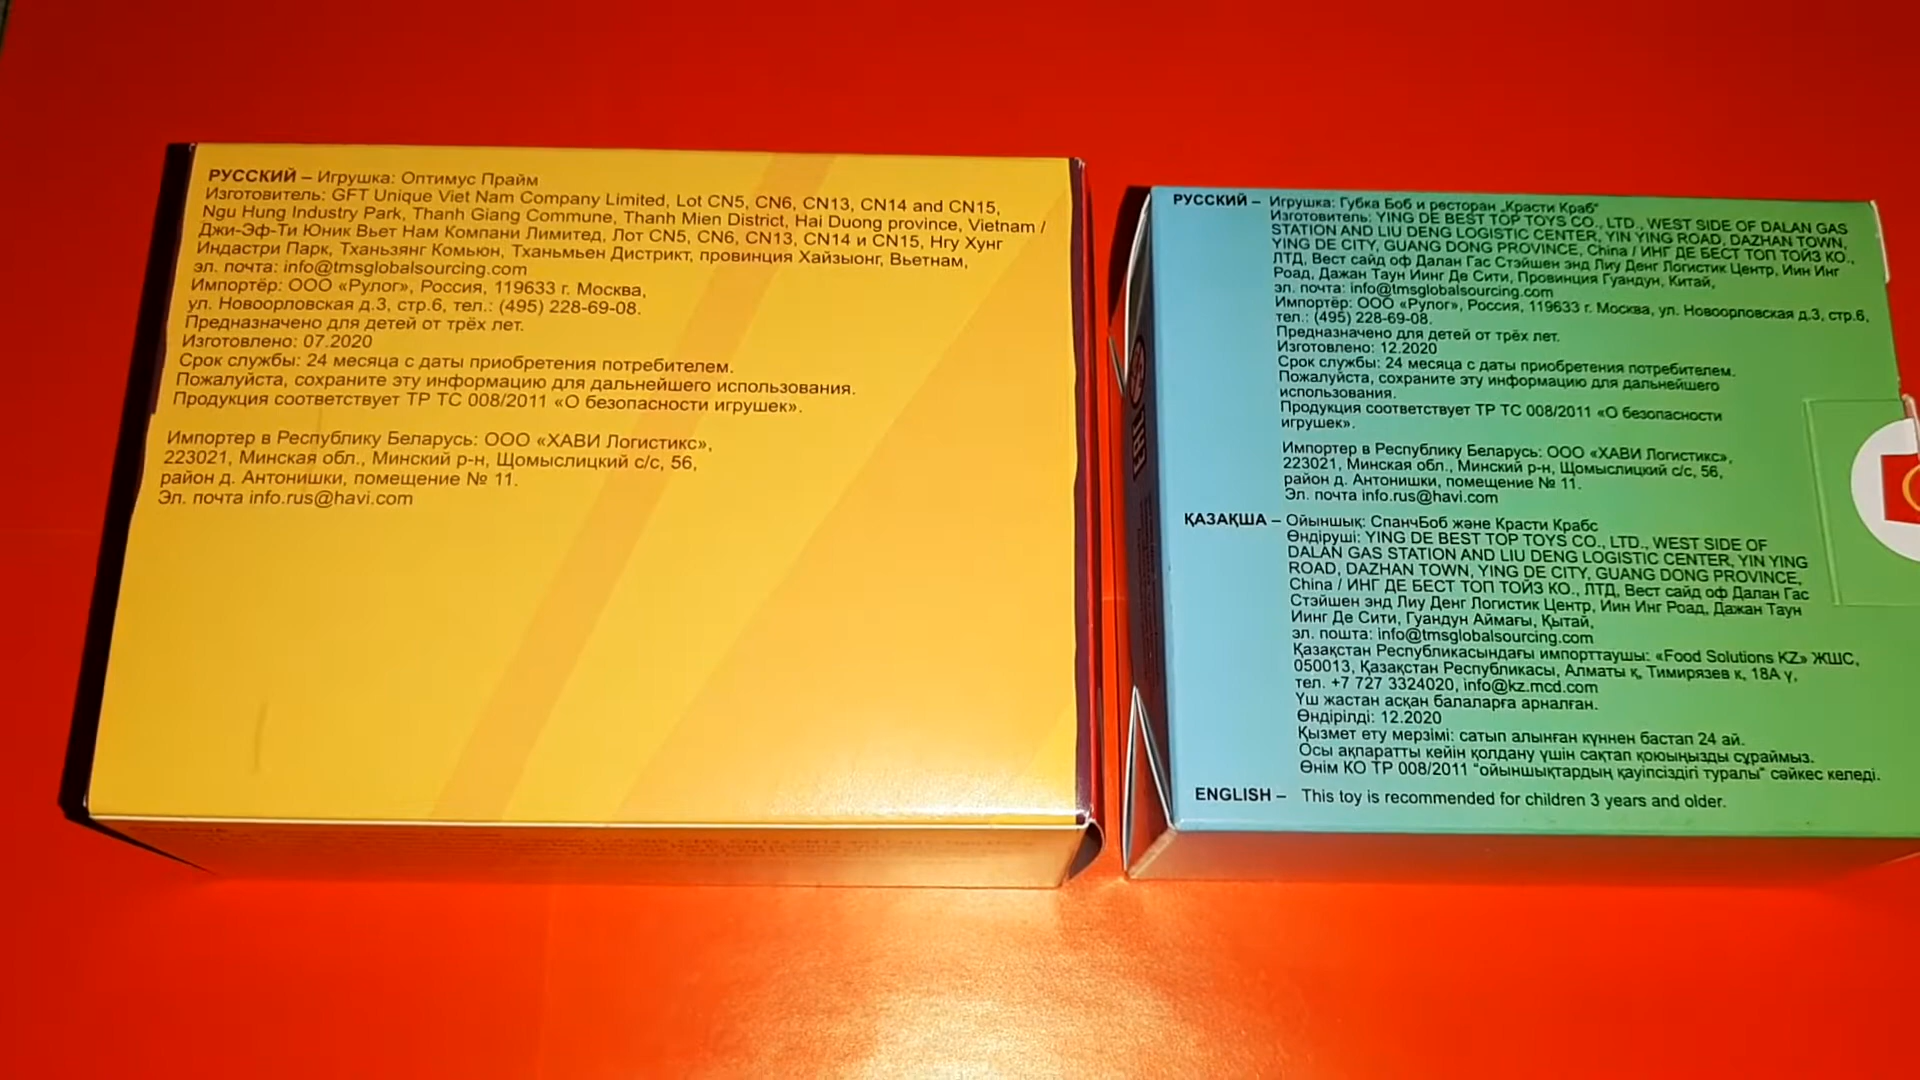 РУССКИЙ – Игрушка: Оптимус Прайм
Изготовитель: GFT Unique Viet Nam Company Limited, Lot CN5, CN6, CN13, CN14 and CN15,
Ngu Hung Industry Park, Thanh Giang Commune, Thanh Mien District, Hai Duong province, Vietnam /
Джи-Эф-Ти Юник Вьет Нам Компани Лимитед, Лот CN5, CN6, CN13, CN14 и CN15, Нгу Хунг
Индастри Парк, Тханьзянг Комьюн, Тханьмьен Дистрикт, провинция Хайзыонг, Вьетнам,
эл. почта: info@tmsglobalsourcing.com
Импортёр: ООО «Рулог», Россия, 119633 г. Москва,
ул. Новоорловская д.3, стр.6, тел.: (495) 228-69-08.
Предназначено для детей от трёх лет.
Изготовлено: 07.2020
Срок службы: 24 месяца с даты приобретения потребителем.
Пожалуйста, сохраните эту информацию для дальнейшего использования.
Продукция соответствует ТР ТС 008/2011 «О безопасности игрушек».
Импортер в Республику Беларусь: ООО «ХАВИ Логистикс»,
223021, Минская обл., Минский р-н, Щомыслицкий с/с, 56,
район д. Антонишки, помещение № 11.
Эл. почта info.rus@havi.com
РУССКИЙ – Игрушка: Губка Боб и ресторан „Красти Краб“
Изготовитель: YING DE BEST TOP TOYS CO., LTD., WEST SIDE OF DALAN GAS
STATION AND LIU DENG LOGISTIC CENTER, YIN YING ROAD, DAZHAN TOWN,
YING DE CITY, GUANG DONG PROVINCE, China / ИНГ ДЕ БЕСТ ТОП ТОЙЗ КО.,
ЛТД, Вест сайд оф Далан Гас Стэйшен энд Лиу Денг Логистик Центр, Иин Инг
Роад, Дажан Таун Иинг Де Сити, Провинция Гуандун, Китай,
эл. почта: info@tmsglobalsourcing.com
Импортёр: ООО «Рулог», Россия, 119633 г. Москва, ул. Новоорловская д.3, стр.6,
тел.: (495) 228-69-08.
Предназначено для детей от трёх лет.
Изготовлено: 12.2020
Срок службы: 24 месяца с даты приобретения потребителем.
Пожалуйста, сохраните эту информацию для дальнейшего
использования.
Продукция соответствует ТР ТС 008/2011 «О безопасности
игрушек».
Импортер в Республику Беларусь: ООО «ХАВИ Логистикс»,
223021, Минская обл., Минский р-н, Щомыслицкий с/с, 56,
район д. Антонишки, помещение № 11.
Эл. почта info.rus@havi.com
ҚАЗАҚША – Ойыншық: СпанчБоб және Красти Крабс
Өндіруші: YING DE BEST TOP TOYS CO., LTD., WEST SIDE OF
DALAN GAS STATION AND LIU DENG LOGISTIC CENTER, YIN YING
ROAD, DAZHAN TOWN, YING DE CITY, GUANG DONG PROVINCE,
China / ИНГ ДЕ БЕСТ ТОП ТОЙЗ КО., ЛТД, Вест сайд оф Далан Гас
Стэйшен энд Лиу Денг Логистик Центр, Иин Инг Роад, Дажан Таун
Иинг Де Сити, Гуандун Аймағы, Қытай,
эл. пошта: info@tmsglobalsourcing.com
Қазақстан Республикасындағы импорттаушы: «Food Solutions KZ» ЖШС,
050013, Қазақстан Республикасы, Алматы қ, Тимирязев к, 18А ү,
тел. +7 727 3324020, info@kz.mcd.com
Үш жастан асқан балаларға арналған.
Өндірілді: 12.2020
Қызмет ету мерзімі: сатып алынған күннен бастап 24 ай.
Осы ақпаратты кейін қолдану үшін сақтап қоюыңызды сұраймыз.
Өнім КО ТР 008/2011 "ойыншықтардың қауіпсіздігі туралы" сәйкес келеді.
ENGLISH – This toy is recommended for children 3 years and older.